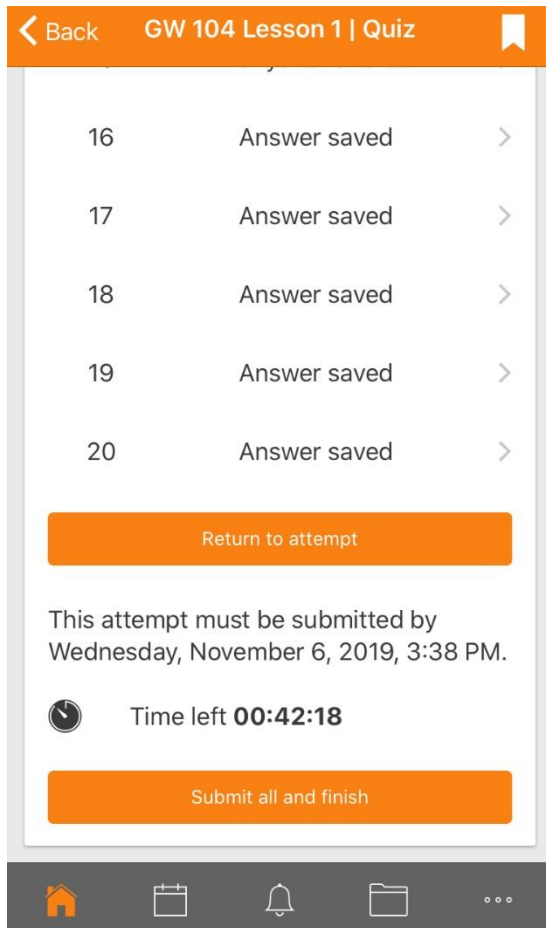 Back GW 104 Lesson 1 | Quiz
16 Answer saved
17 Answer saved
18 Answer saved
19 Answer saved
20 Answer saved
Return to attempt
This attempt must be submitted by
Wednesday, November 6, 2019, 3:38 PM.
Time left 00:42:18
Submit all and finish